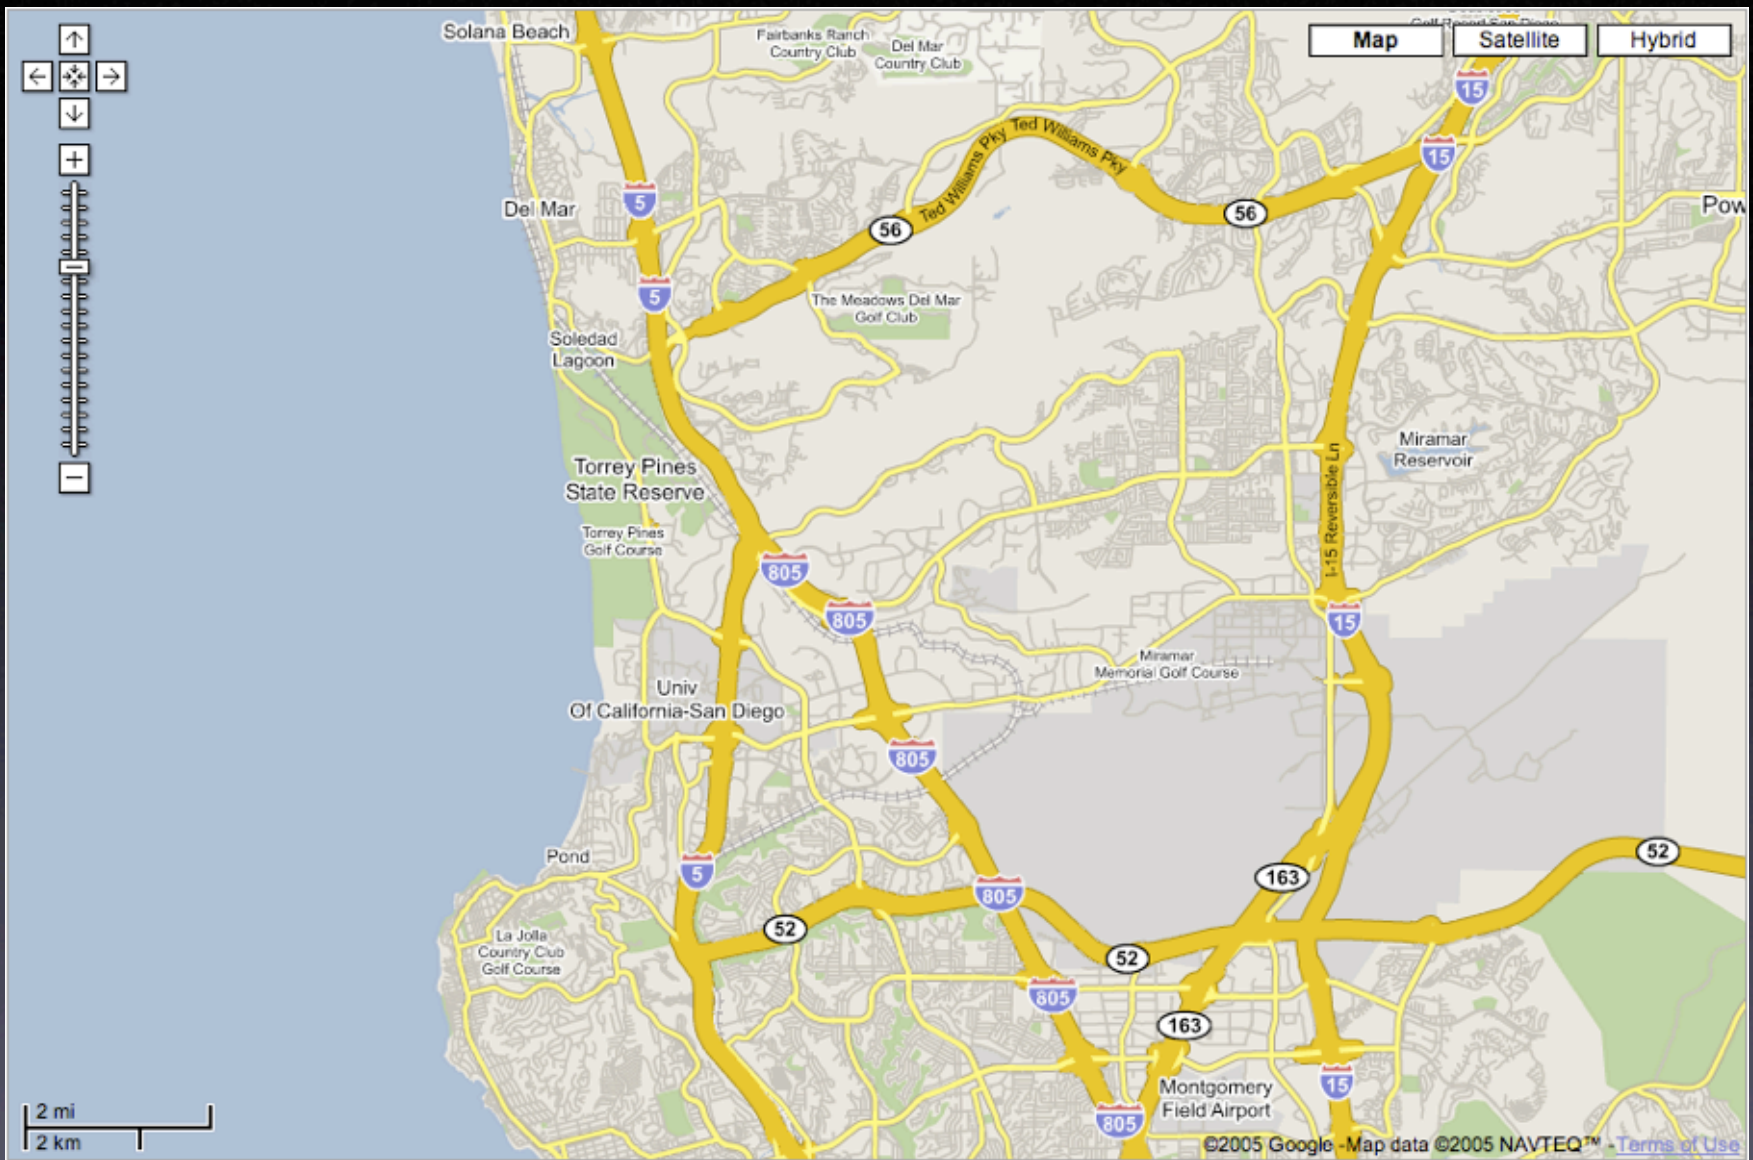 Solana Beach
Fairbanks Ranch
Country Club
Del Mar
Country Club
Map
Satellite
Hybrid
15
15
Ted Williams Pky
Ted Williams Pky
5
Del Mar
56
56
Pow
5
The Meadows Del Mar
Golf Club
Soledad
Lagoon
Miramar
Reservoir
I-15 Reversible Ln
Torrey Pines
State Reserve
Torrey Pines
Golf Course
805
805
15
Miramar
Memorial Golf Course
Univ
Of California-San Diego
805
Pond
5
52
163
805
52
La Jolla
Country Club
Golf Course
52
805
163
15
Montgomery
Field Airport
805
2 mi
2 km
©2005 Google -Map data ©2005 NAVTEQ™ -Terms of Use